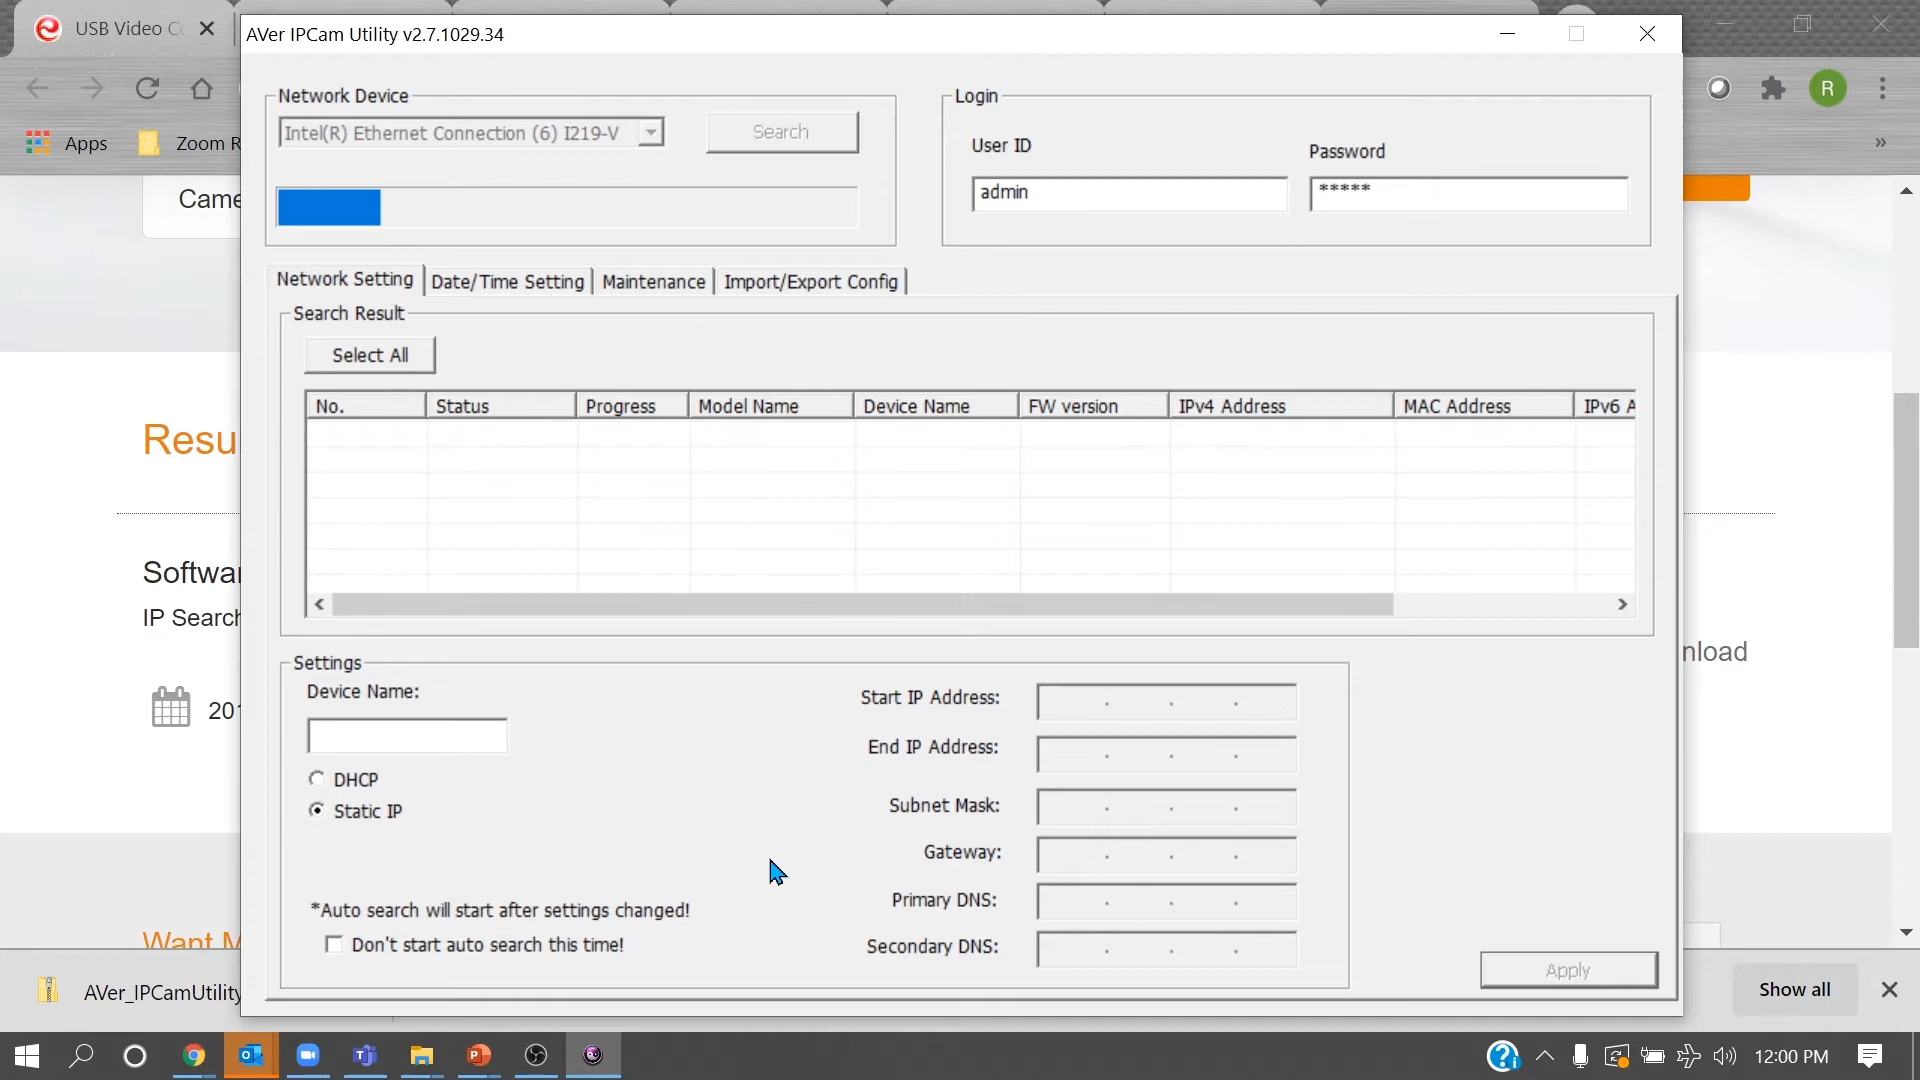 USB Video C
AVer IPCam Utility v2.7.1029.34
R
Apps
Zoom R
Network Device
Intel(R) Ethernet Connection (6) I219-V
Search
Login
User ID
admin
Password
*****
Came
Network Setting
Date/Time Setting
Maintenance
Import/Export Config
Search Result
Select All
No. Status Progress Model Name Device Name FW version IPv4 Address MAC Address IPv6 A
Resu
Softwar
IP Search
nload
201
Settings
Device Name:
DHCP
Static IP
*Auto search will start after settings changed!
Don't start auto search this time!
Start IP Address:
End IP Address:
Subnet Mask:
Gateway:
Primary DNS:
Secondary DNS:
Apply
Want M
AVer_IPCamUtility
Show all
12:00 PM